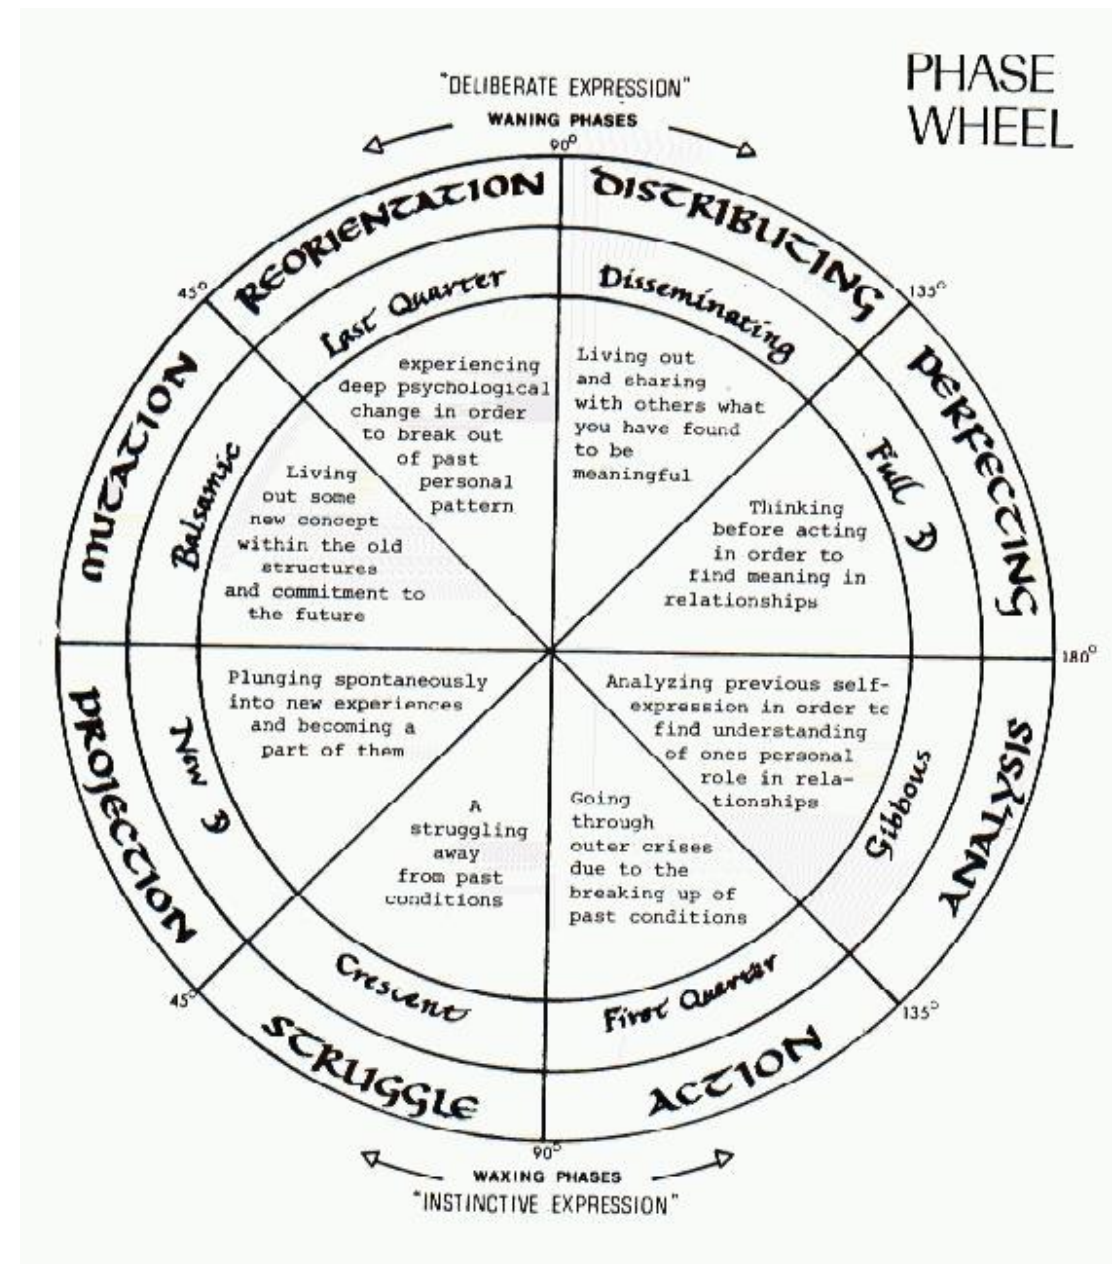 PHASE
WHEEL
"DELIBERATE EXPRESSION"
WANING PHASES
90°
REORIENTATION
DISTRIBUTING
45°
135°
Last Quarter
Disseminating
MUTATION
PERFECTING
Balsamic
Full
experiencing
deep psychological
change in order
to break out
of past
personal
pattern
Living out
and sharing
with others what
you have found
to be
meaningful
Living
out some
new concept
within the old
structures
and commitment to
the future
Thinking
before acting
in order to
find meaning in
relationships
180°
Plunging spontaneously
into new experiences
and becoming a
part of them
Analyzing previous self-
expression in order to
find understanding
of ones personal
role in rela-
tionships
PROJECTION
New
Gibbous
ANALYSIS
A
struggling
away
from past
conditions
Going
through
outer crises
due to the
breaking up of
past conditions
Crescent
First Quarter
45°
135°
STRUGGLE
ACTION
90°
WAXING PHASES
"INSTINCTIVE EXPRESSION"